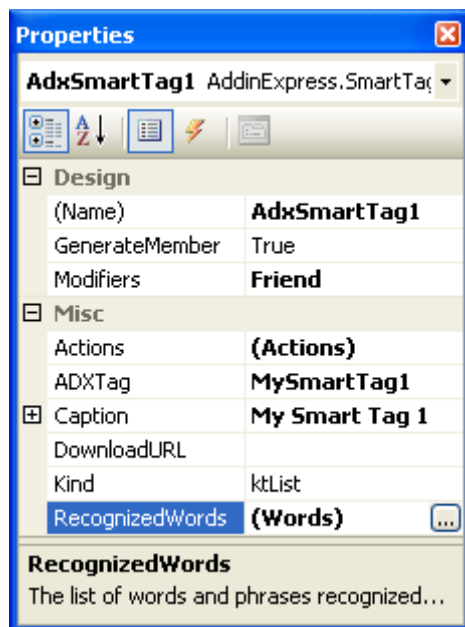 Properties
AdxSmartTag1 AddinExpress.SmartTag
Design
(Name) AdxSmartTag1
GenerateMember True
Modifiers Friend
Misc
Actions (Actions)
ADXTag MySmartTag1
Caption My Smart Tag 1
DownloadURL
Kind ktList
RecognizedWords (Words) ...
RecognizedWords
The list of words and phrases recognized...